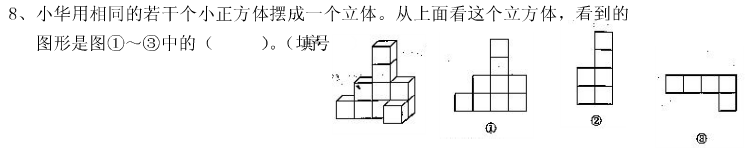 8、小华用相同的若干个小正方体摆成一个立体。从上面看这个立方体，看到的
图形是图①～③中的（　　）。（填序号
① ② ③